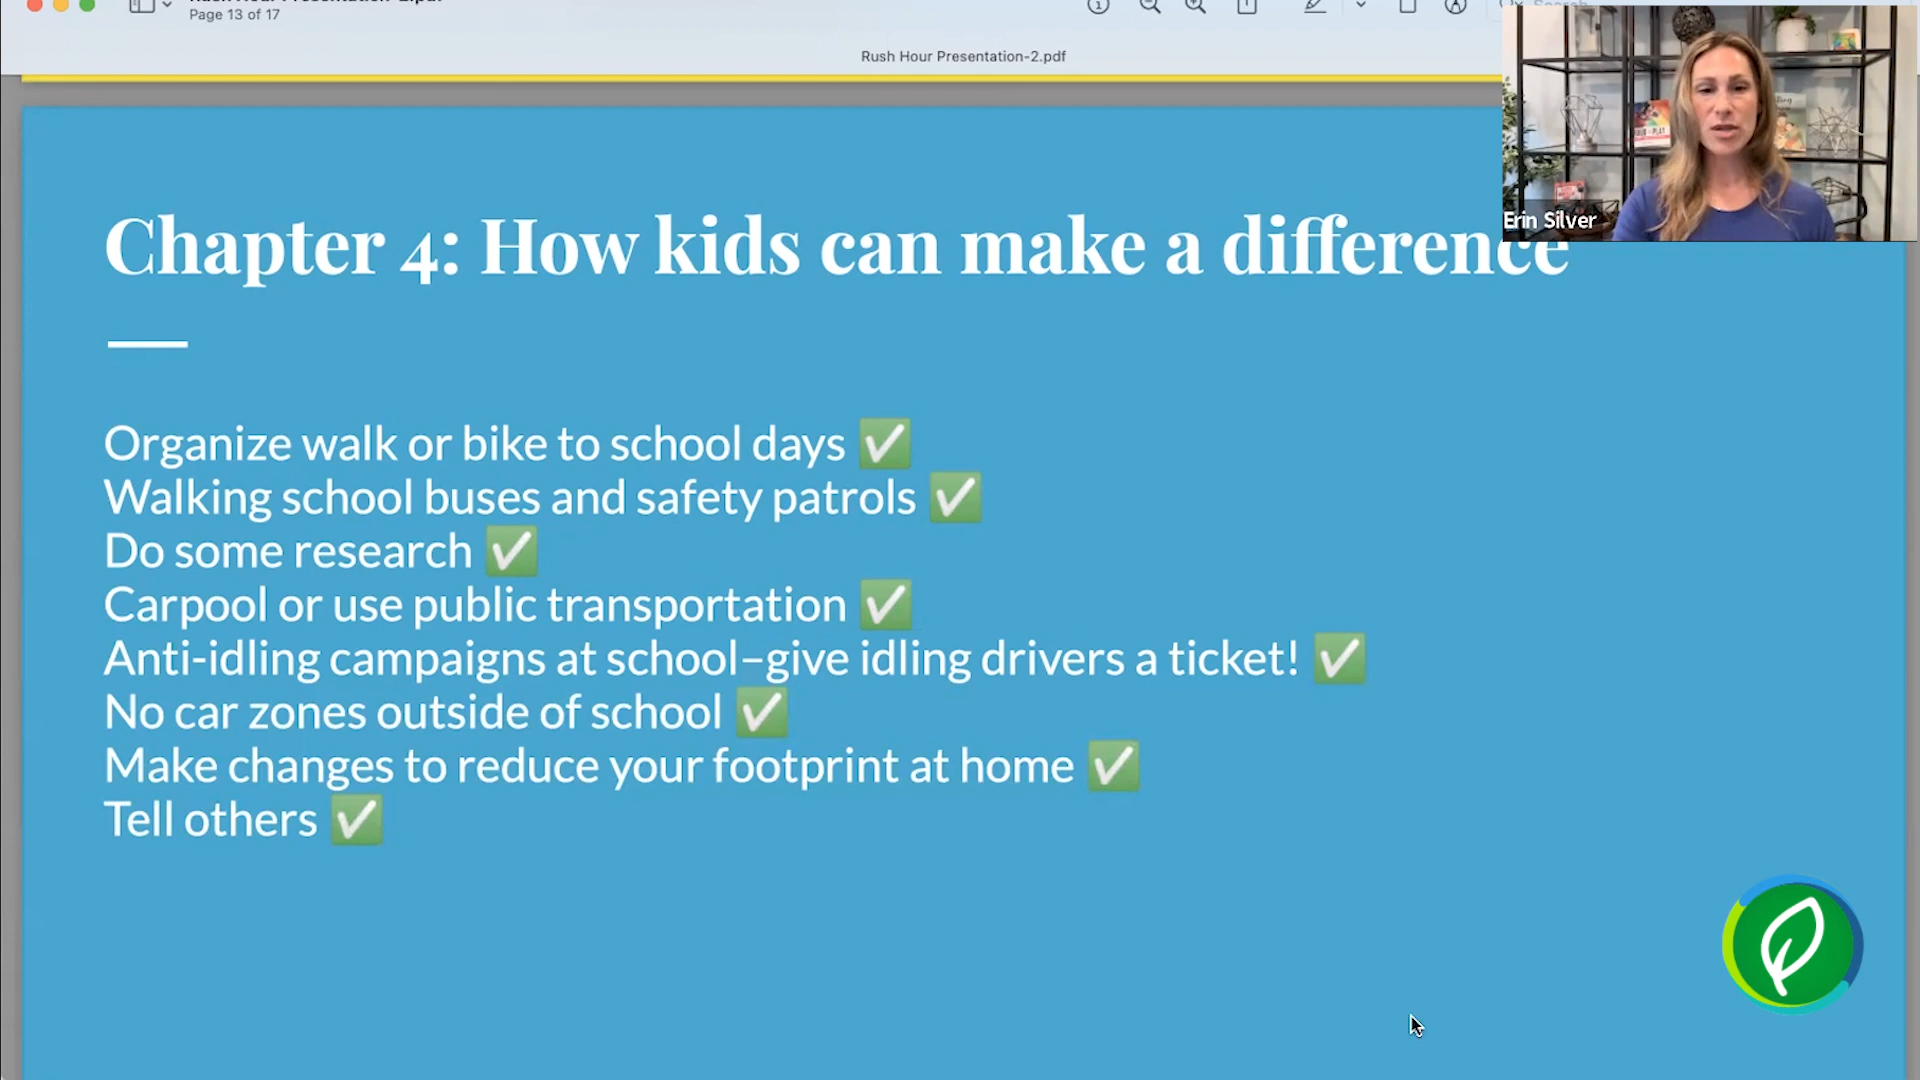 Page 13 of 17
Rush Hour Presentation-2.pdf
Search
Erin Silver
Chapter 4: How kids can make a difference
Organize walk or bike to school days ✅
Walking school buses and safety patrols ✅
Do some research ✅
Carpool or use public transportation ✅
Anti-idling campaigns at school–give idling drivers a ticket! ✅
No car zones outside of school ✅
Make changes to reduce your footprint at home ✅
Tell others ✅